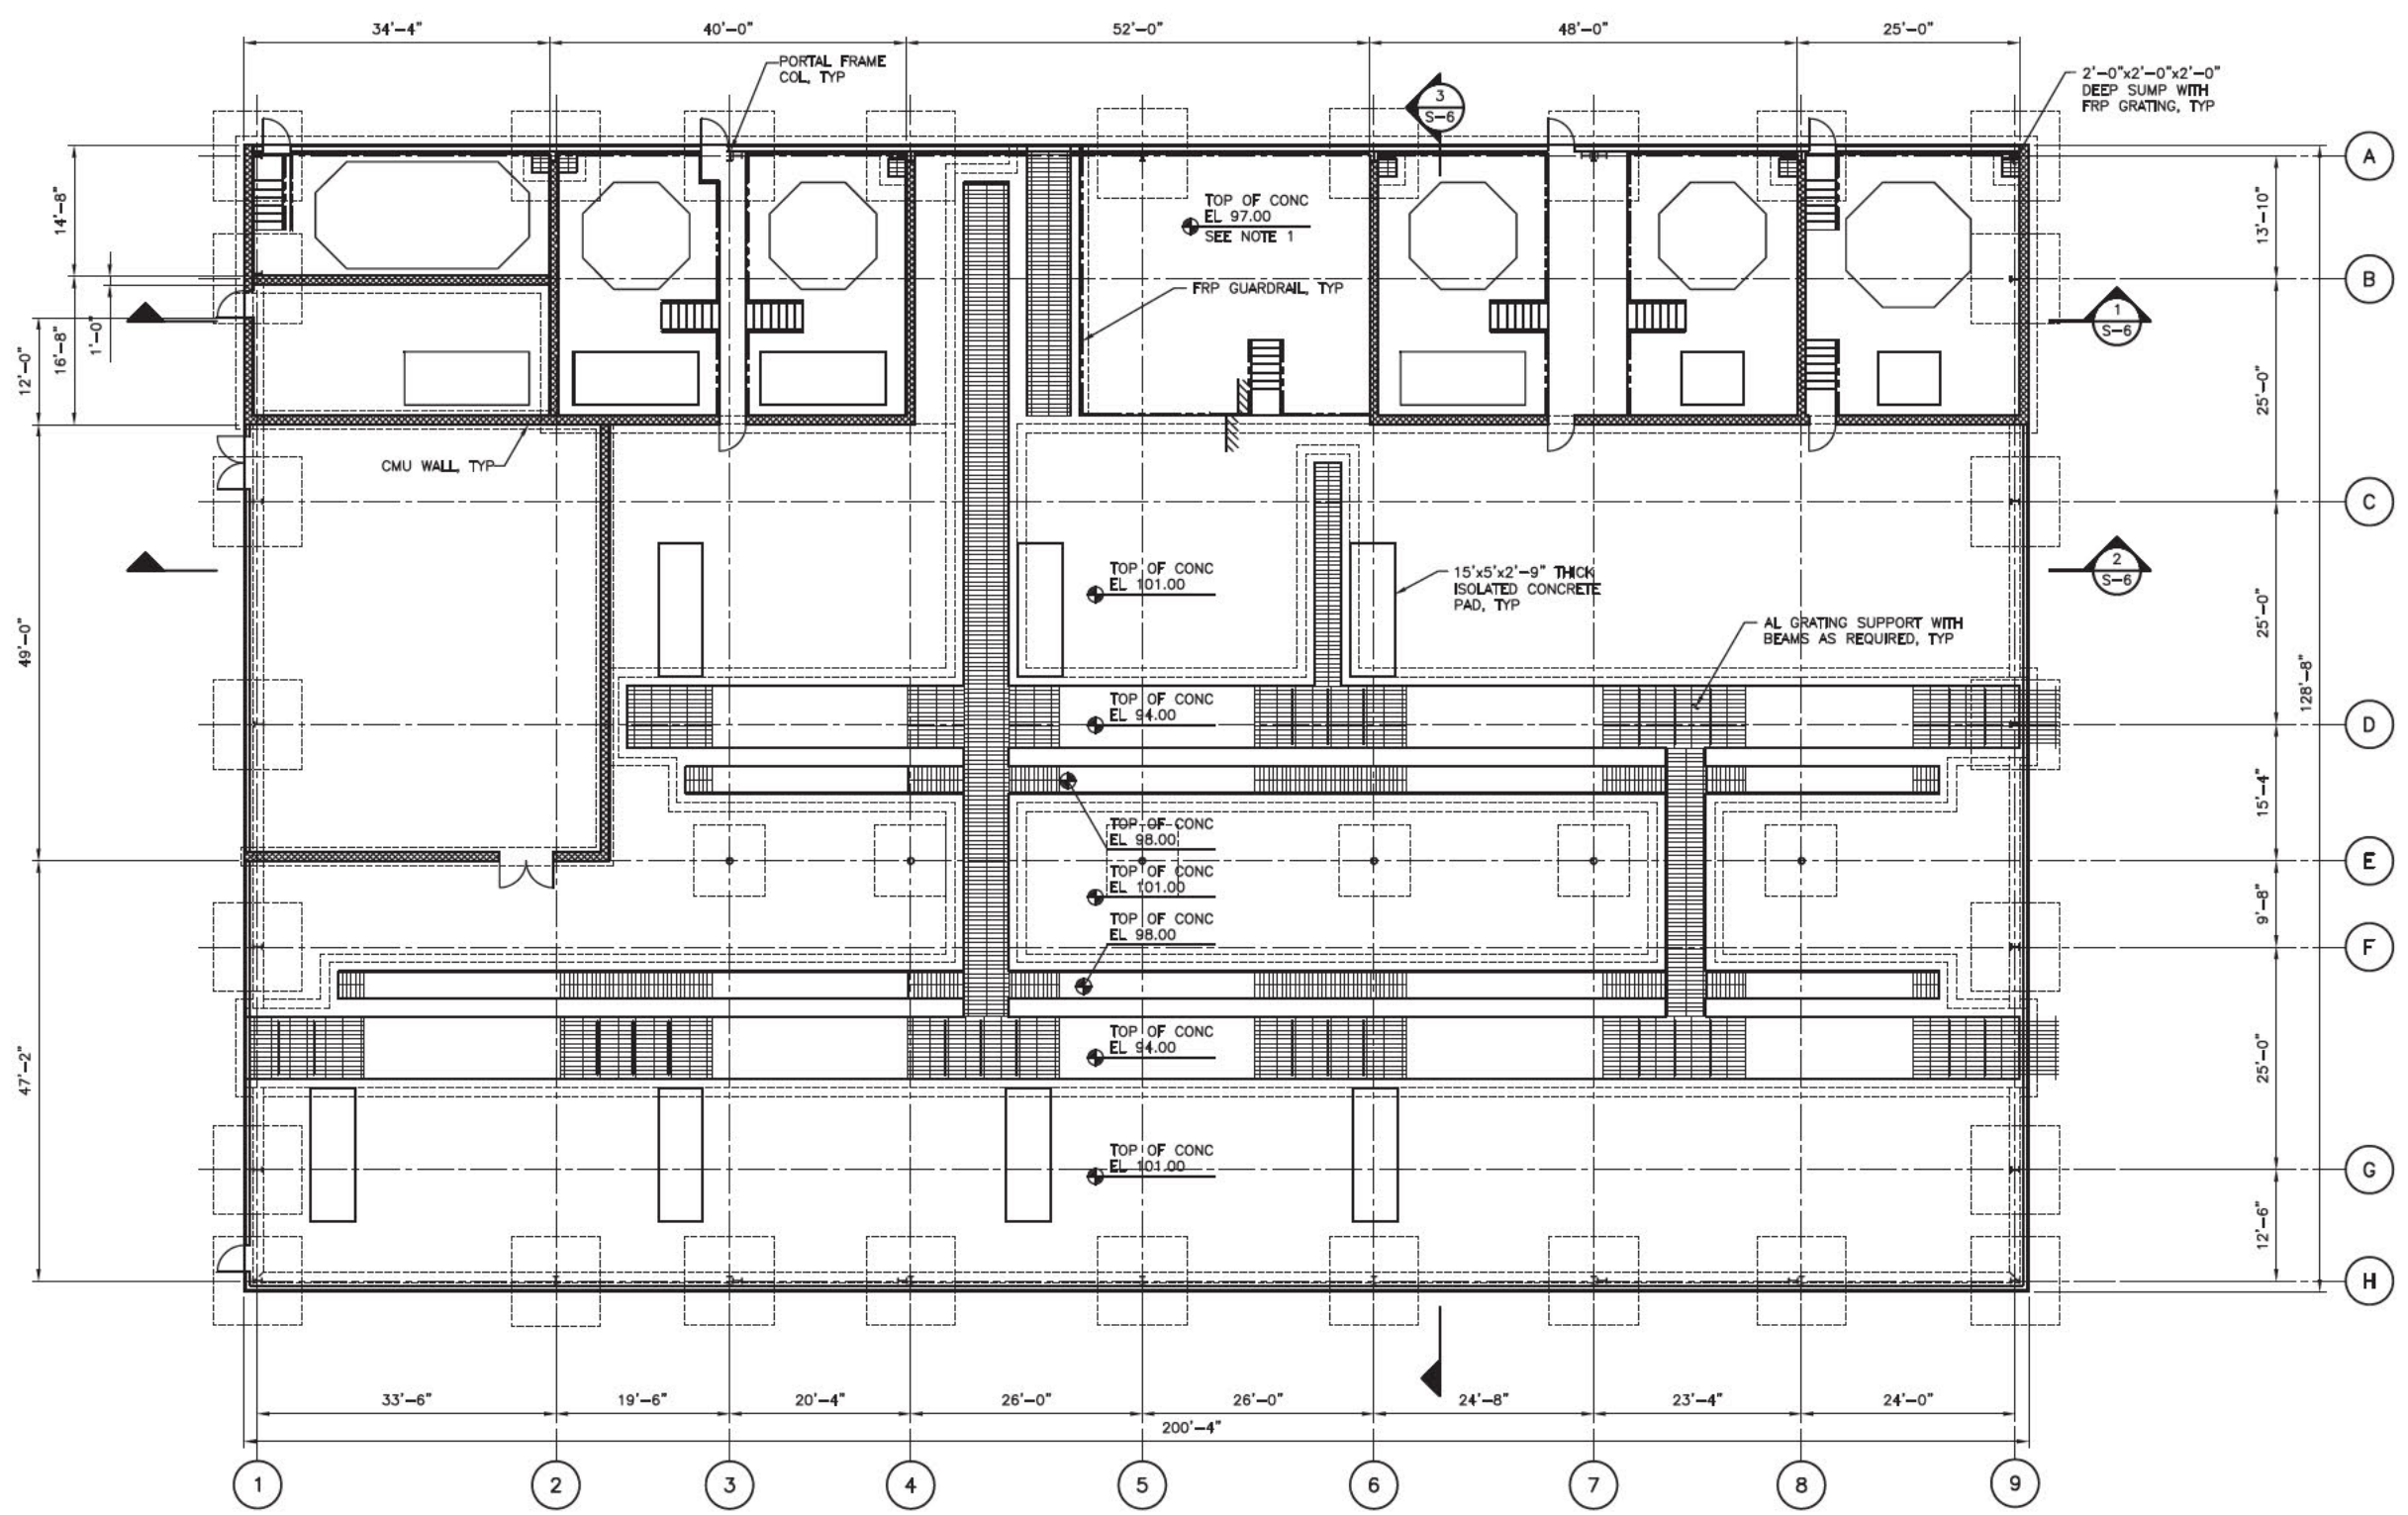 34'-4"
40'-0"
52'-0"
48'-0"
25'-0"
PORTAL FRAME
COL, TYP
3
S-6
2'-0"x2'-0"x2'-0"
DEEP SUMP WITH
FRP GRATING, TYP
A
14'-8"
TOP OF CONC
EL 97.00
SEE NOTE 1
13'-10"
B
FRP GUARDRAIL, TYP
1
S-6
12'-0"
16'-8"
1'-0"
25'-0"
CMU WALL, TYP
C
TOP OF CONC
EL 101.00
15'x5'x2'-9" THICK
ISOLATED CONCRETE
PAD, TYP
2
S-6
49'-0"
AL GRATING SUPPORT WITH
BEAMS AS REQUIRED, TYP
25'-0"
128'-8"
TOP OF CONC
EL 94.00
D
15'-4"
TOP OF CONC
EL 98.00
E
TOP OF CONC
EL 101.00
9'-8"
TOP OF CONC
EL 98.00
F
TOP OF CONC
EL 94.00
47'-2"
25'-0"
TOP OF CONC
EL 101.00
G
12'-6"
H
33'-6"
19'-6"
20'-4"
26'-0"
26'-0"
24'-8"
23'-4"
24'-0"
200'-4"
1
2
3
4
5
6
7
8
9